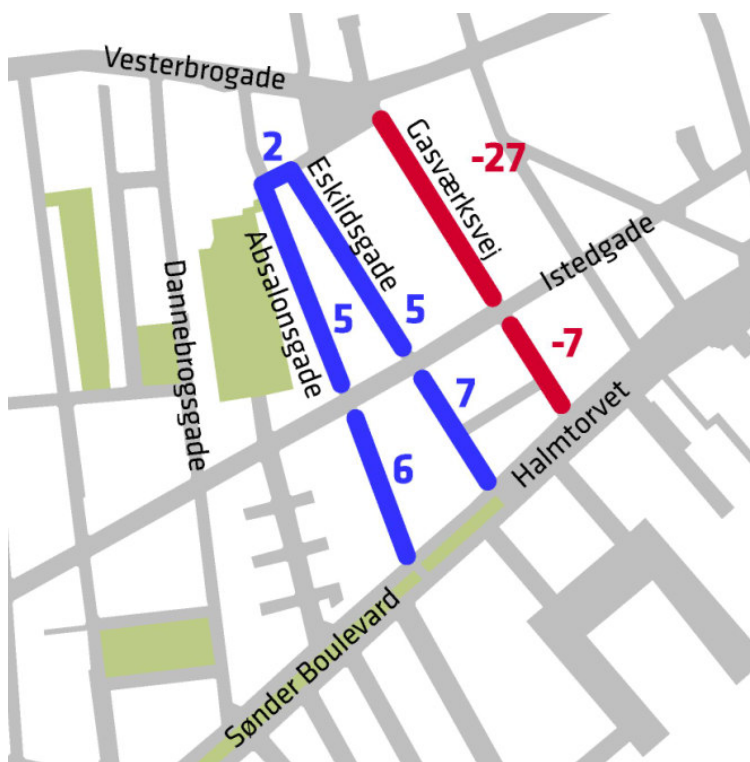 Vesterbrogade
2
Eskildsgade
Gasværksvej
-27
Absalonsgade
Dannebrogsgade
Istedgade
5
5
-7
7
6
Halmtorvet
Sønder Boulevard